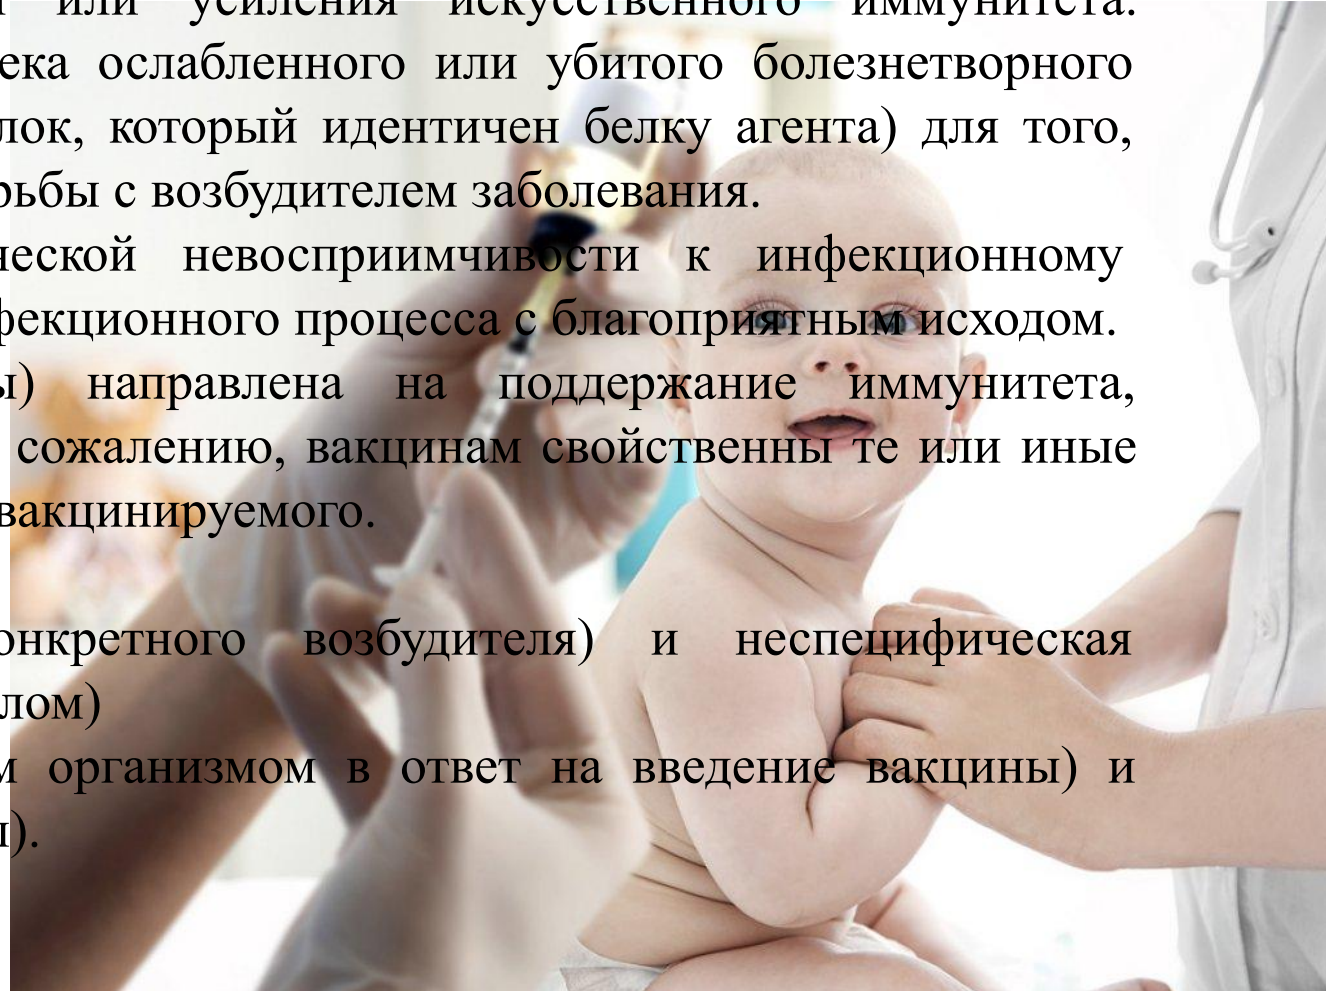 или усиления искусственного иммунитета.
ека ослабленного или убитого болезнетворного
лок, который идентичен белку агента) для того,
рьбы с возбудителем заболевания.
ческой невосприимчивости к инфекционному
фекционного процесса с благоприятным исходом.
ы) направлена на поддержание иммунитета,
сожалению, вакцинам свойственны те или иные
вакцинируемого.
онкретного возбудителя) и неспецифическая
лом)
м организмом в ответ на введение вакцины) и
ы).